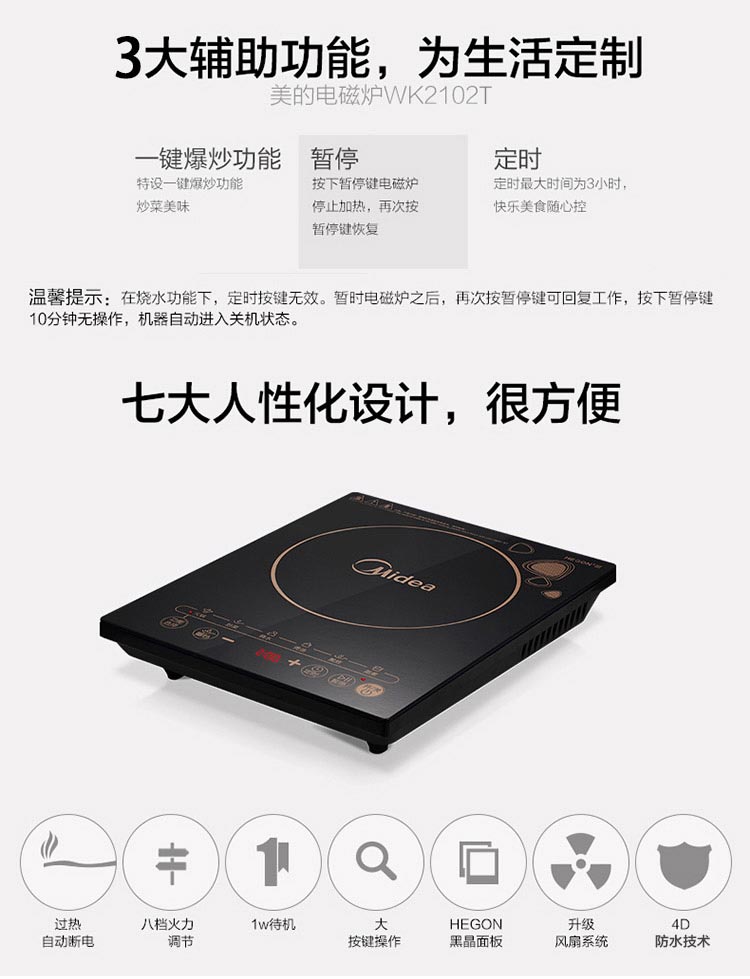 3大辅助功能，为生活定制
美的电磁炉WK2102T
一键爆炒功能
特设一键爆炒功能
炒菜美味
暂停
按下暂停键电磁炉
停止加热，再次按
暂停键恢复
定时
定时最大时间为3小时，
快乐美食随心控
温馨提示：在烧水功能下，定时按键无效。暂时电磁炉之后，再次按暂停键可回复工作，按下暂停键
10分钟无操作，机器自动进入关机状态。
七大人性化设计，很方便
HEGON
Midea
过热
自动断电
八档火力
调节
1w待机
大
按键操作
HEGON
黑晶面板
升级
风扇系统
4D
防水技术